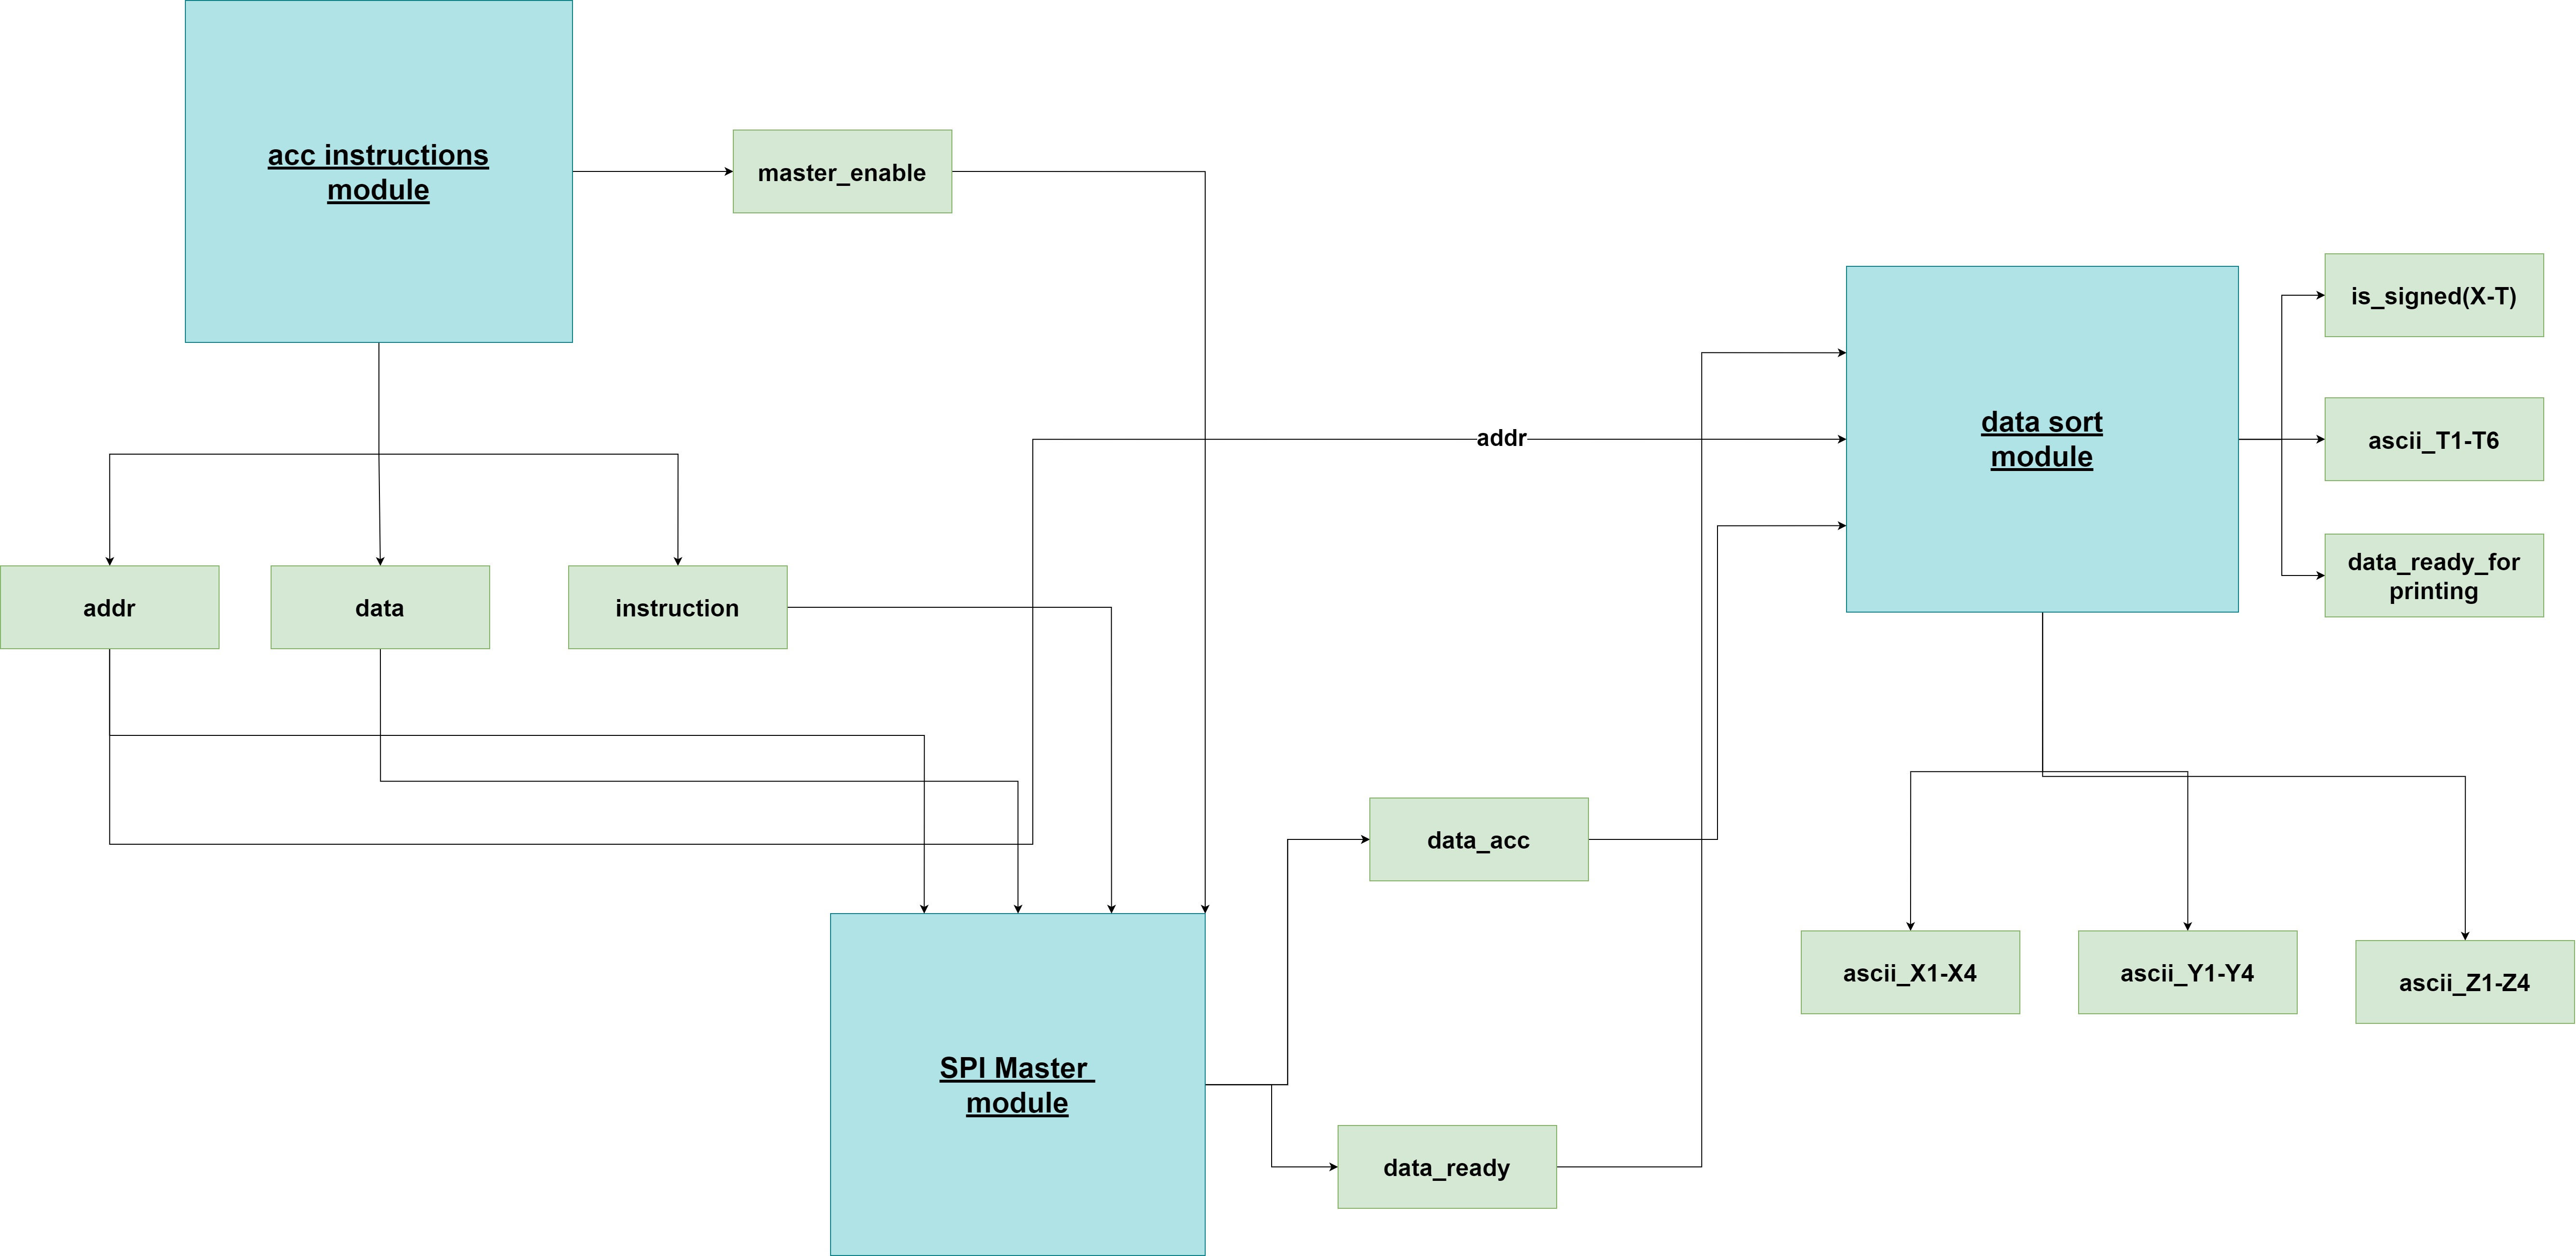 acc instructions
module
master_enable
is_signed(X-T)
data sort
module
addr
ascii_T1-T6
data_ready_for
printing
addr
data
instruction
data_acc
ascii_X1-X4
ascii_Y1-Y4
ascii_Z1-Z4
SPI Master
module
data_ready